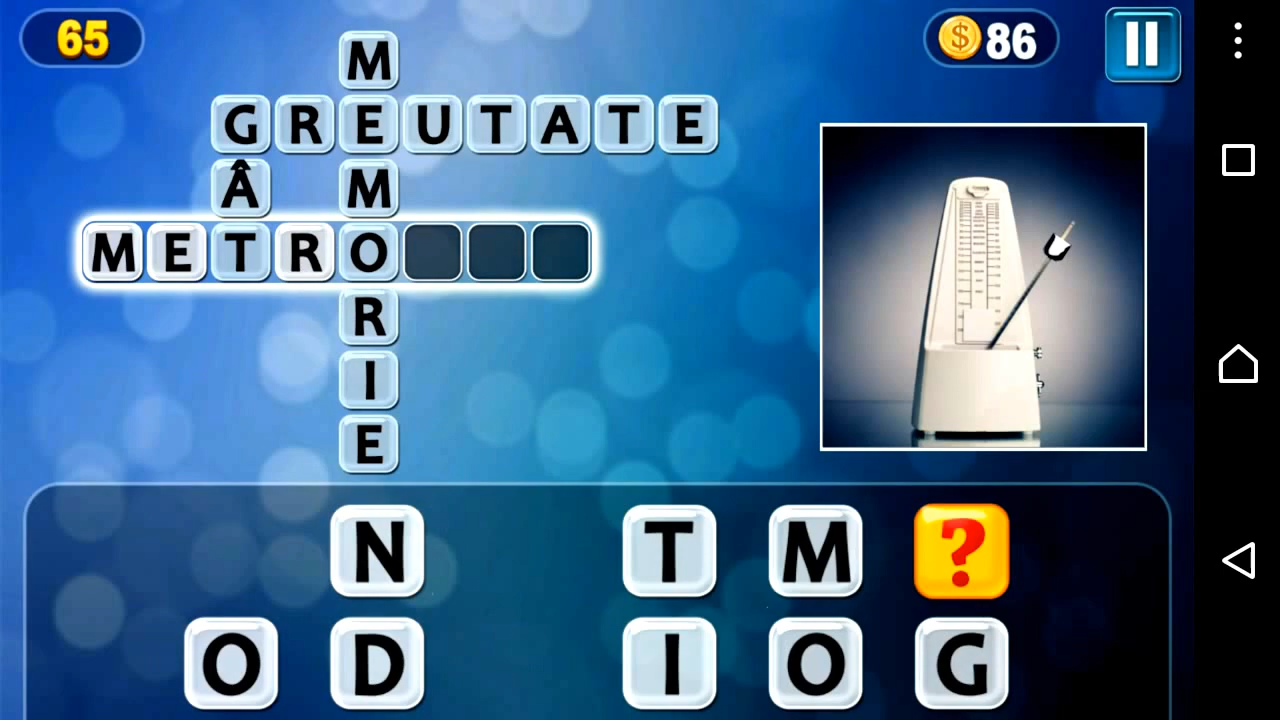 65
$ 86
M
GREUTATE
Â M
METRO
R
I
E
N T M ?
O D I O G